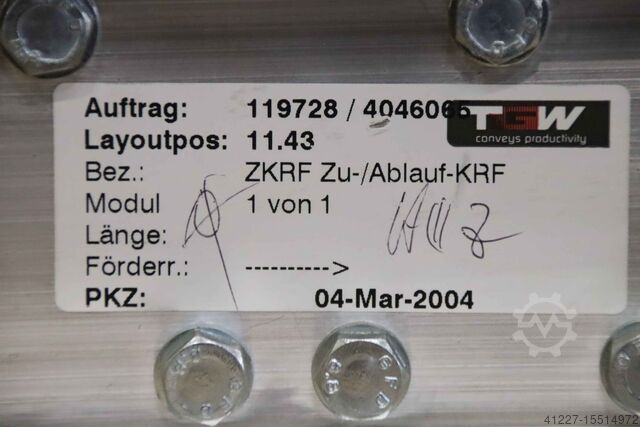 Auftrag: 119728 / 4046065
TGW
conveys productivity
Layoutpos: 11.43
Bez.: ZKRF Zu-/Ablauf-KRF
Modul 1 von 1
Länge:
Förderr.: ---------->
PKZ: 04-Mar-2004
41227-15514972